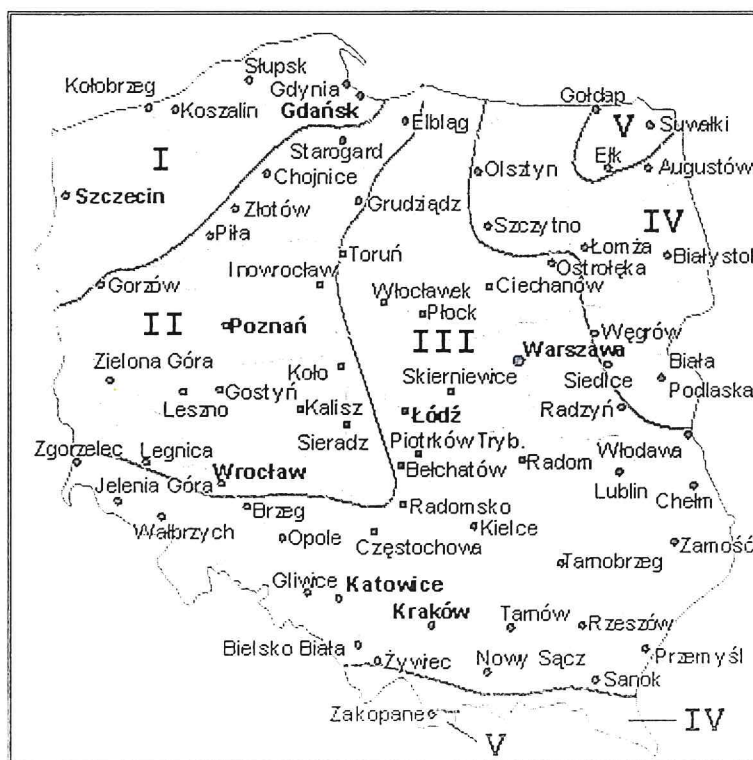 Słupsk
Kołobrzeg
Gdynia
Koszalin
Gdańsk
Gołdap
Elbląg
V
Suwałki
I
Starogard
Ełk
Chojnice
Olsztyn
Augustów
Szczecin
Złotów
Grudziądz
IV
Piła
Szczytno
Toruń
Łomża
Ostrołęka
Białystok
Gorzów
Inowrocław
Ciechanów
Włocławek
II
Płock
Poznań
III
Węgrów
Warszawa
Zielona Góra
Koło
Siedlce
Biała
Podlaska
Gostyń
Skierniewice
Leszno
Kalisz
Łódź
Radzyń
Sieradz
Zgorzelec
Legnica
Piotrków Tryb.
Włodawa
Wrocław
Bełchatów
Radom
Lublin
Chełm
Jelenia Góra
Brzeg
Radomsko
Wałbrzych
Opole
Częstochowa
Kielce
Zamość
Tarnobrzeg
Gliwice
Katowice
Kraków
Tarnów
Rzeszów
Bielsko Biała
Żywiec
Nowy Sącz
Przemyśl
Sanok
Zakopane
IV
V